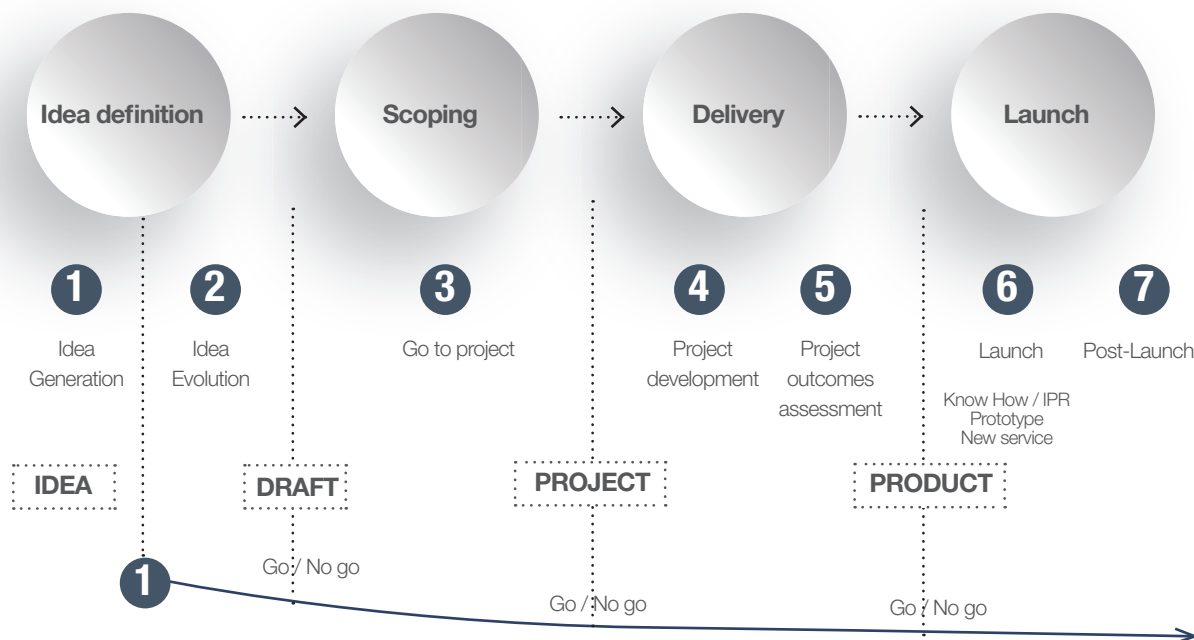 Idea definition
Scoping
Delivery
Launch
1
2
3
4
5
6
7
Idea
Generation
Idea
Evolution
Go to project
Project
development
Project
outcomes
assessment
Launch
Know How / IPR
Prototype
New service
Post-Launch
IDEA
DRAFT
PROJECT
PRODUCT
1
Go / No go
Go / No go
Go / No go